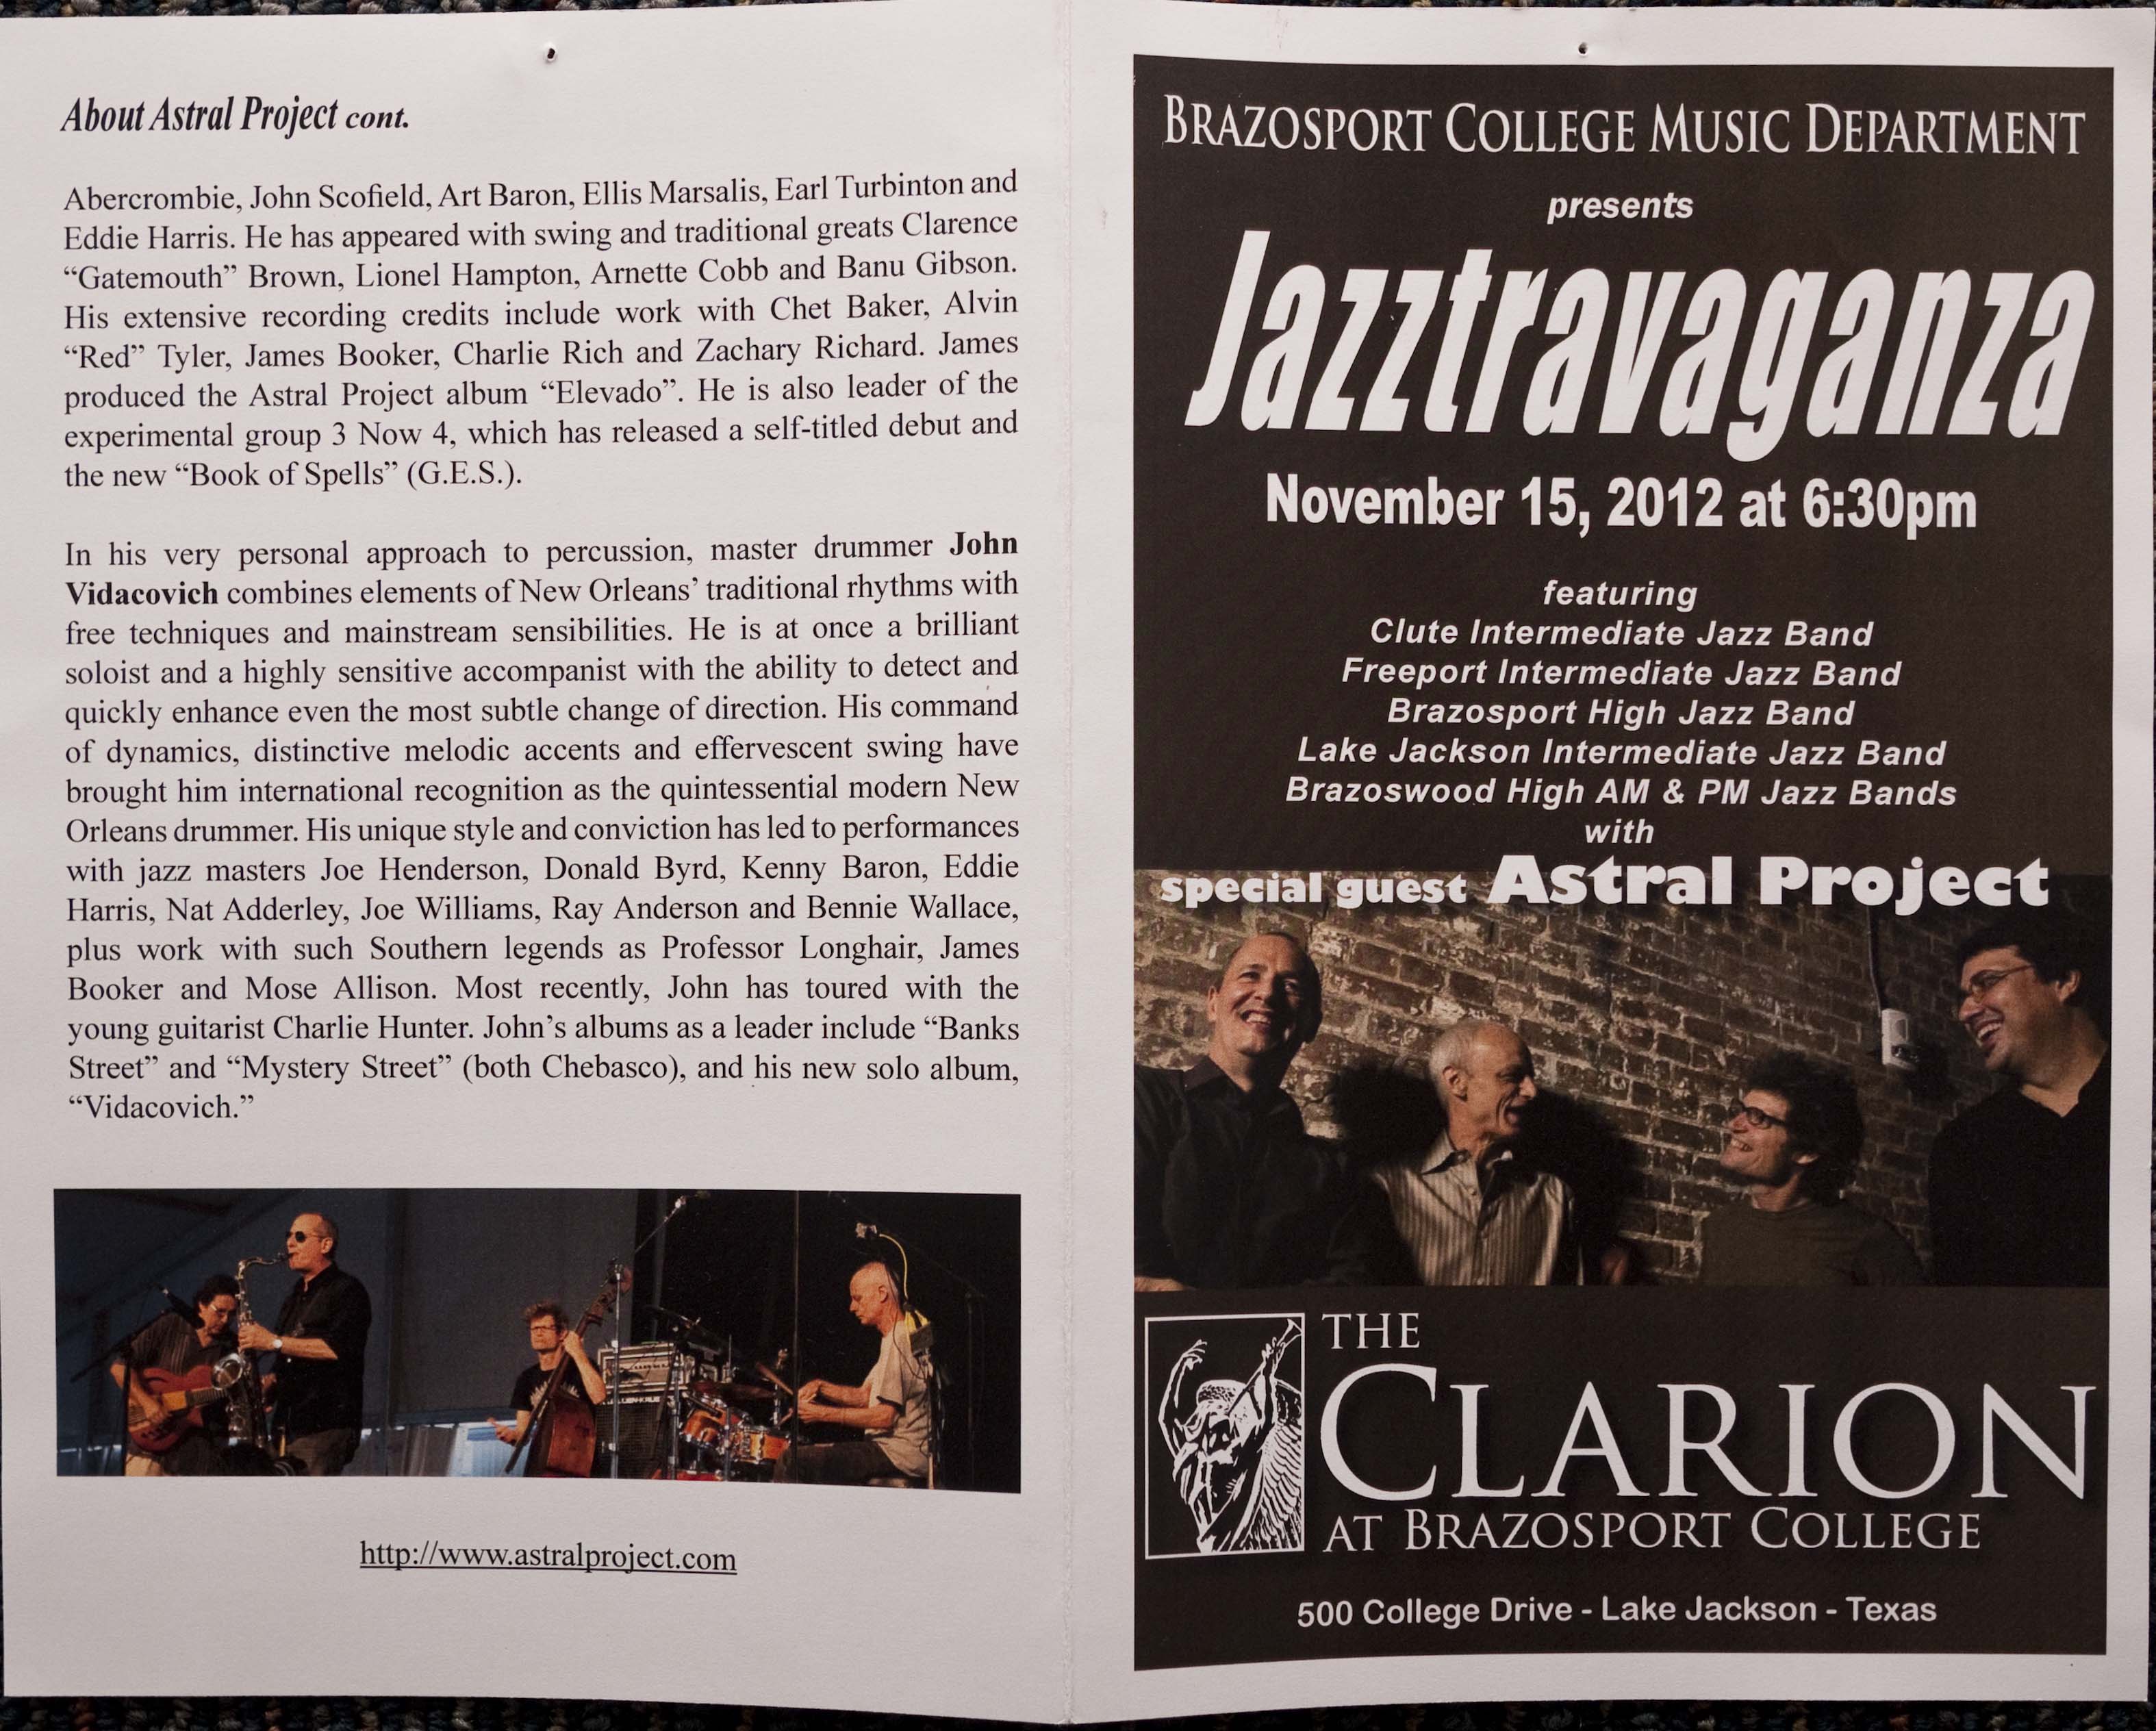 About Astral Project cont.
Abercrombie, John Scofield, Art Baron, Ellis Marsalis, Earl Turbinton and
Eddie Harris. He has appeared with swing and traditional greats Clarence
“Gatemouth” Brown, Lionel Hampton, Arnette Cobb and Banu Gibson.
His extensive recording credits include work with Chet Baker, Alvin
“Red” Tyler, James Booker, Charlie Rich and Zachary Richard. James
produced the Astral Project album “Elevado”. He is also leader of the
experimental group 3 Now 4, which has released a self-titled debut and
the new “Book of Spells” (G.E.S.).
In his very personal approach to percussion, master drummer John
Vidacovich combines elements of New Orleans’ traditional rhythms with
free techniques and mainstream sensibilities. He is at once a brilliant
soloist and a highly sensitive accompanist with the ability to detect and
quickly enhance even the most subtle change of direction. His command
of dynamics, distinctive melodic accents and effervescent swing have
brought him international recognition as the quintessential modern New
Orleans drummer. His unique style and conviction has led to performances
with jazz masters Joe Henderson, Donald Byrd, Kenny Baron, Eddie
Harris, Nat Adderley, Joe Williams, Ray Anderson and Bennie Wallace,
plus work with such Southern legends as Professor Longhair, James
Booker and Mose Allison. Most recently, John has toured with the
young guitarist Charlie Hunter. John’s albums as a leader include “Banks
Street” and “Mystery Street” (both Chebasco), and his new solo album,
“Vidacovich.”
http://www.astralproject.com
BRAZOSPORT COLLEGE MUSIC DEPARTMENT
presents
Jazztravaganza
November 15, 2012 at 6:30pm
featuring
Clute Intermediate Jazz Band
Freeport Intermediate Jazz Band
Brazosport High Jazz Band
Lake Jackson Intermediate Jazz Band
Brazoswood High AM & PM Jazz Bands
with
special guest Astral Project
THE
CLARION
AT BRAZOSPORT COLLEGE
500 College Drive - Lake Jackson - Texas